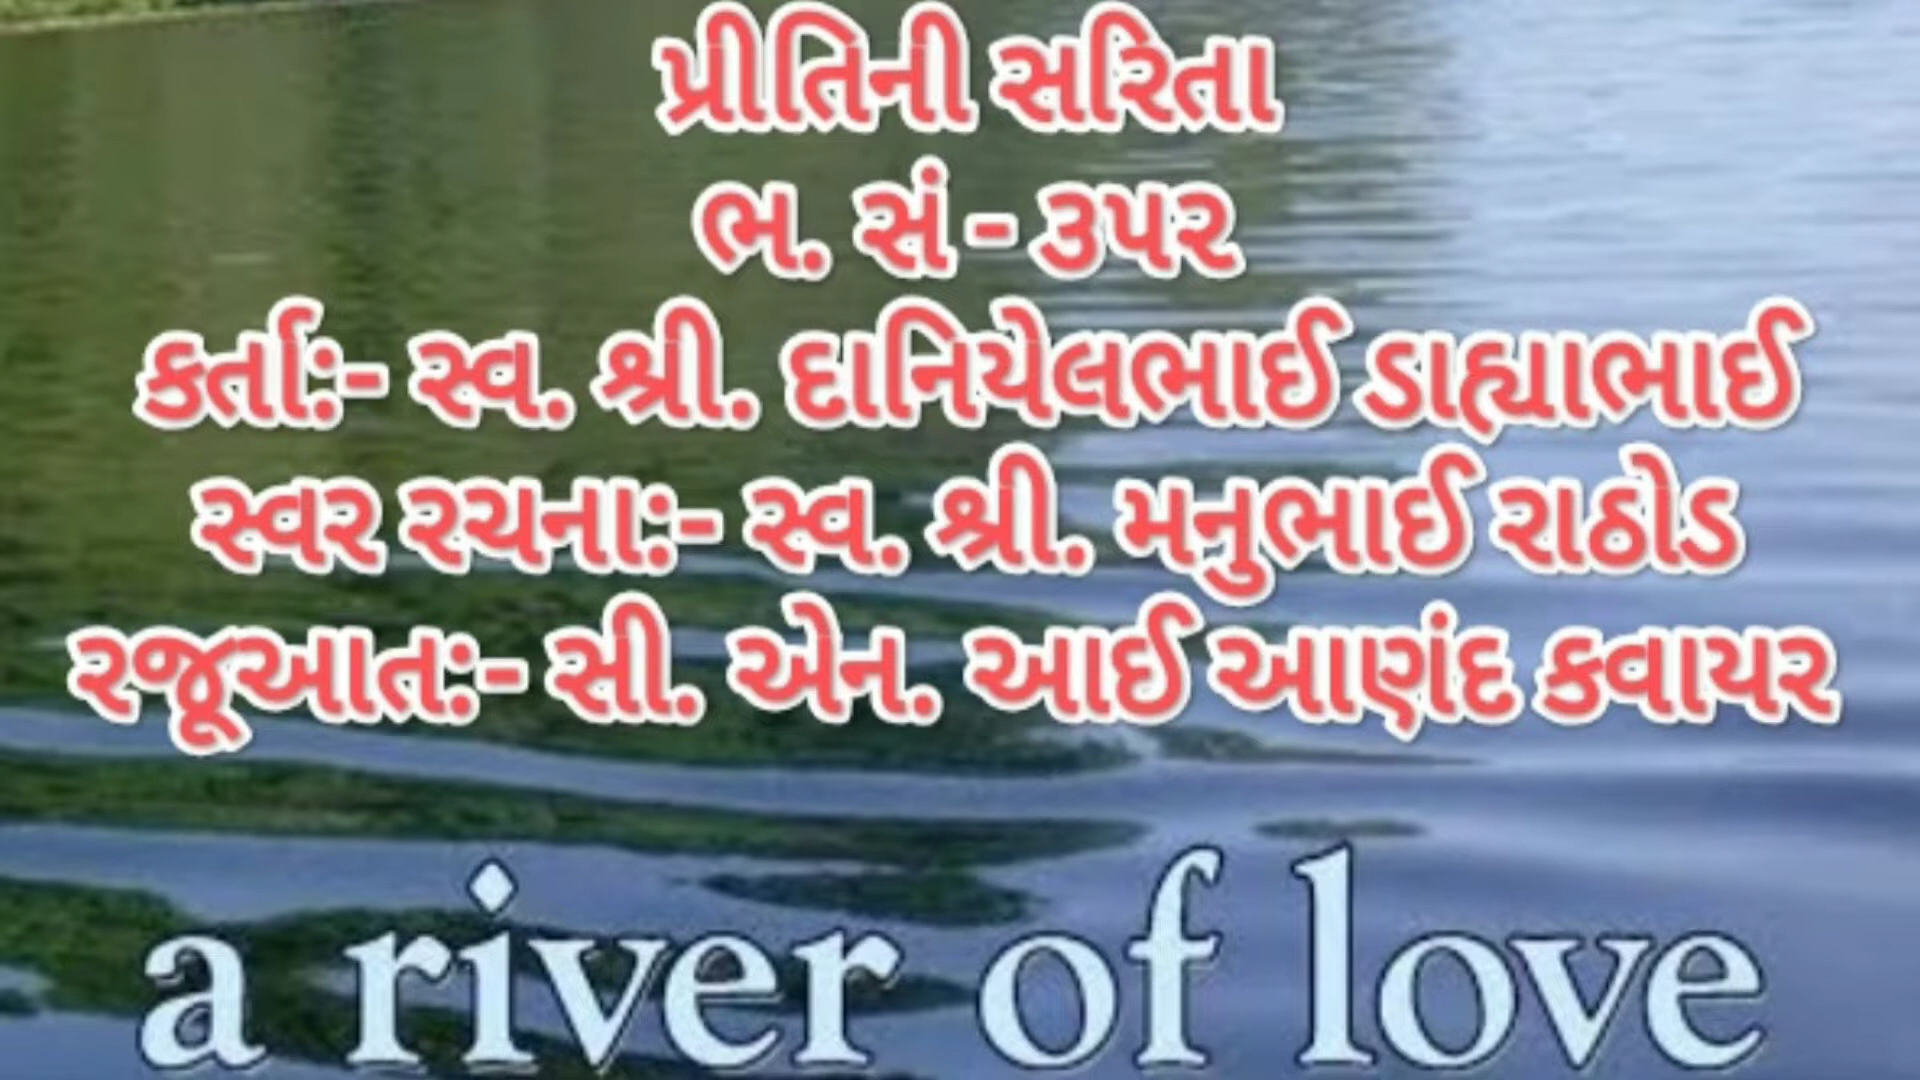 પ્રીતિની સરિતા
ભ. સં - ૩૫૨
કર્તાઃ- સ્વ. શ્રી. દાનિયેલભાઈ ડાહ્યાભાઈ
સ્વર રચનાઃ- સ્વ. શ્રી. મનુભાઈ રાઠોડ
રજૂઆતઃ- સી. એન. આઈ આણંદ કવાયર
a river of love